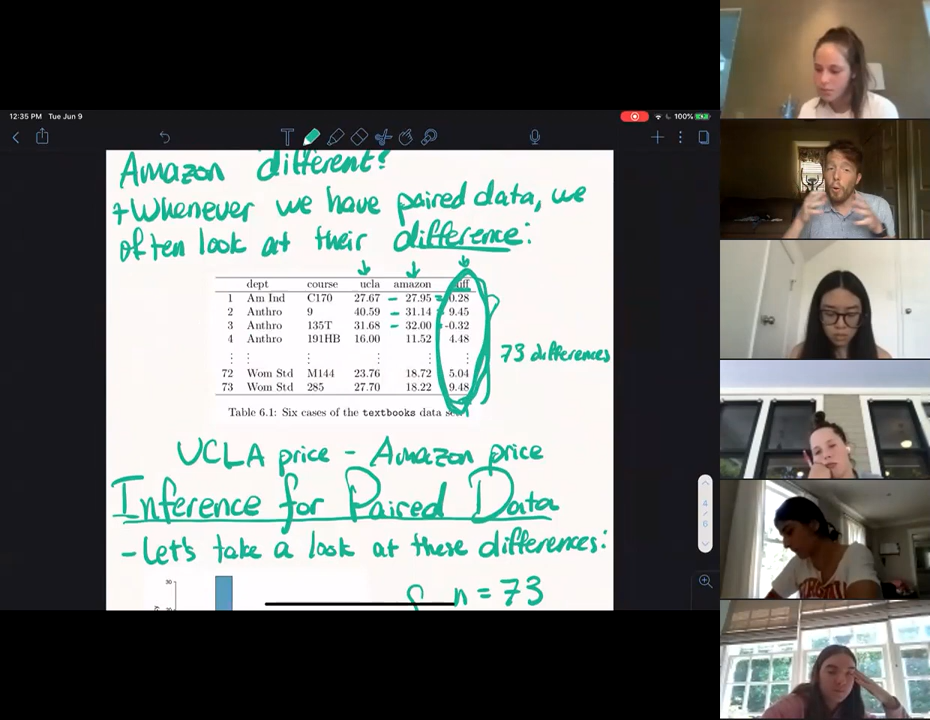 12:35 PM Tue Jun 9
100%
Amazon different?
+Whenever we have paired data, we
often look at their difference:
dept course ucla amazon diff
1 Am Ind C170 27.67 - 27.95 = 0.28
2 Anthro 9 40.59 - 31.14 = 9.45
3 Anthro 135T 31.68 - 32.00 = -0.32
4 Anthro 191HB 16.00 11.52 4.48
⋮ ⋮ ⋮ ⋮ ⋮ ⋮
72 Wom Std M144 23.76 18.72 5.04
73 Wom Std 285 27.70 18.22 9.48
73 differences
Table 6.1: Six cases of the textbooks data
UCLA price - Amazon price
Inference for Paired Data
- Let's take a look at these differences:
30
n = 73
4
/
6